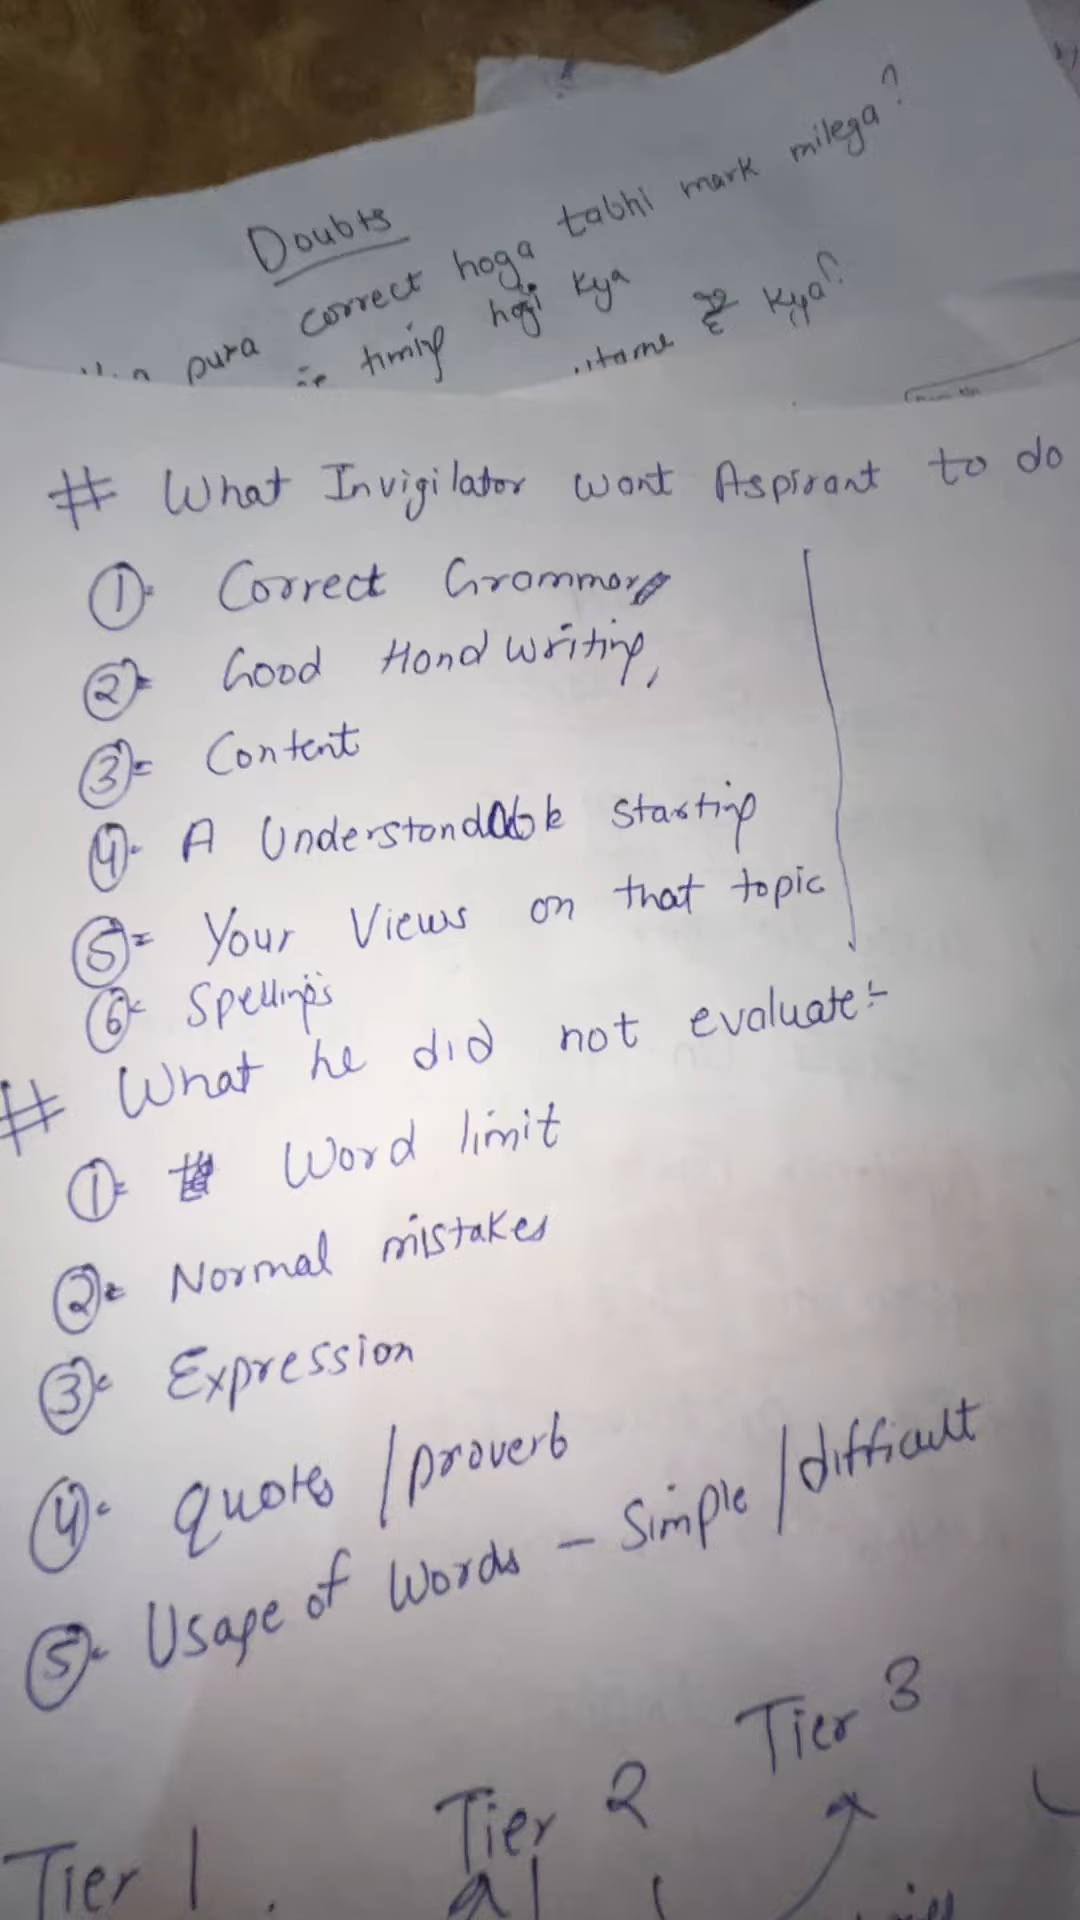 Doubts
pura correct hoga tabhi mark milega?
timing hogi kya
है kya?
# What Invigilator want Aspirant to do
①= Correct Grammar
②= Good Hand writing,
③= Content
④- A Understandable starting
⑤= Your Views on that topic
⑥= Spellings
# What he did not evaluate:-
①= Word limit
②= Normal mistakes
③= Expression
④- Quotes / proverb
⑤- Usage of Words - Simple / difficult
Tier 1 Tier 2 Tier 3